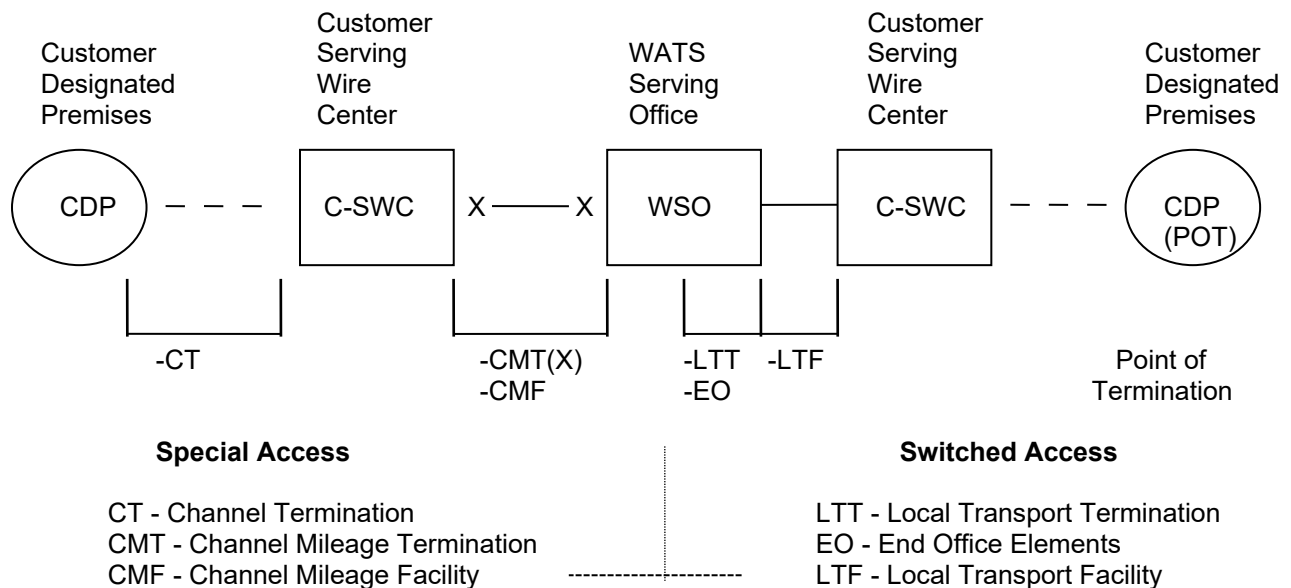 Customer Designated Premises
Customer Serving Wire Center
WATS Serving Office
Customer Serving Wire Center
Customer Designated Premises
CDP
C-SWC
X
X
WSO
C-SWC
CDP
(POT)
-CT
-CMT(X)
-CMF
-LTT
-EO
-LTF
Point of
Termination
Special Access
Switched Access
CT - Channel Termination
CMT - Channel Mileage Termination
CMF - Channel Mileage Facility
LTT - Local Transport Termination
EO - End Office Elements
LTF - Local Transport Facility